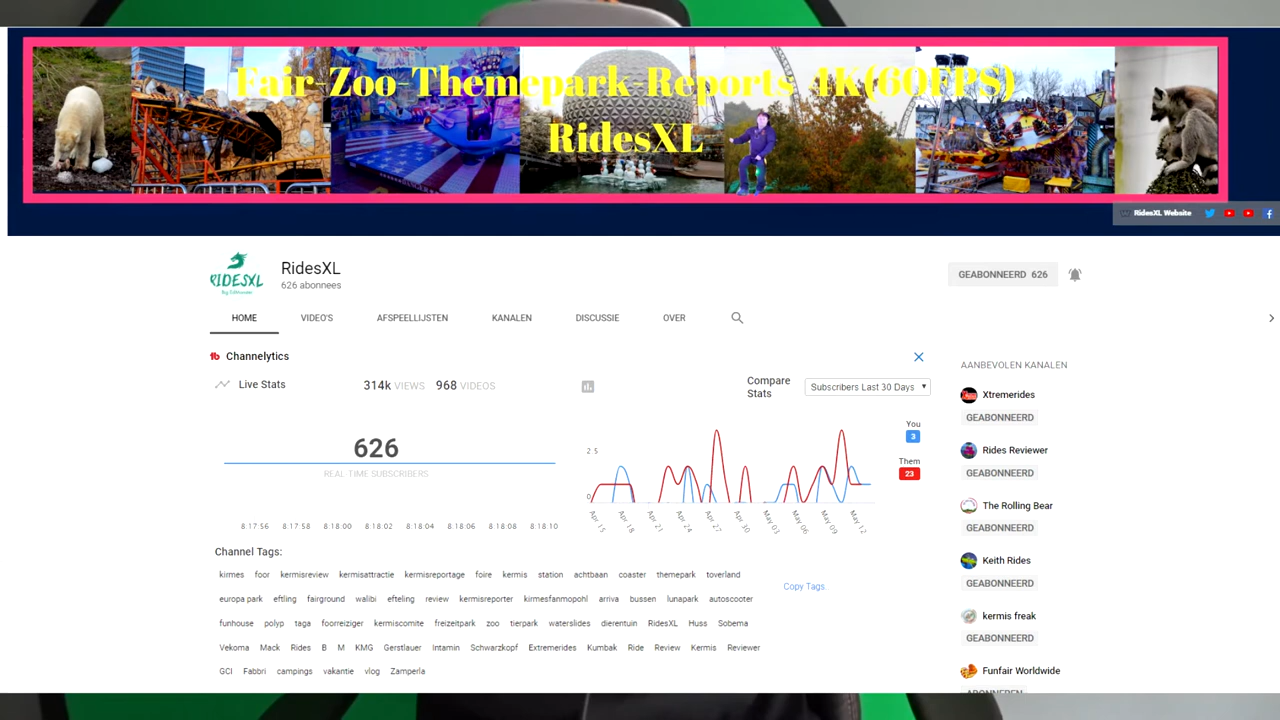 Fair-Zoo-Themepark-Reports 4K(60FPS)
RidesXL
RidesXL Website
RIDESXL
RidesXL
626 abonnees
GEABONNEERD 626
HOME VIDEO'S AFSPEELLIJSTEN KANALEN DISCUSSIE OVER
Channelytics
Live Stats 314k VIEWS 968 VIDEOS
Compare Stats
Subscribers Last 30 Days
626
REAL TIME SUBSCRIBERS
8:17:56 8:17:58 8:18:00 8:18:02 8:18:04 8:18:06 8:18:08 8:18:10
2.5
0
Apr 15 Apr 18 Apr 21 Apr 24 Apr 27 Apr 30 May 03 May 06 May 09 May 12
You
3
Them
23
Channel Tags:
kirmes foor kermisreview kermisattractie kermisreportage foire kermis station achtbaan coaster themepark toverland
europa park eftling fairground walibi efteling review kermisreporter kirmesfanmopohl arriva bussen lunapark autoscooter
funhouse polyp taga foorreiziger kermiscomite freizeitpark zoo tierpark waterslides dierentuin RidesXL Huss Sobema
Vekoma Mack Rides B M KMG Gerstlauer Intamin Schwarzkopf Extremerides Kumbak Ride Review Kermis Reviewer
GCI Fabbri campings vakantie vlog Zamperla
Copy Tags
AANBEVOLEN KANALEN
Xtremerides
GEABONNEERD
Rides Reviewer
GEABONNEERD
The Rolling Bear
GEABONNEERD
Keith Rides
GEABONNEERD
kermis freak
GEABONNEERD
Funfair Worldwide
ABONNEREN